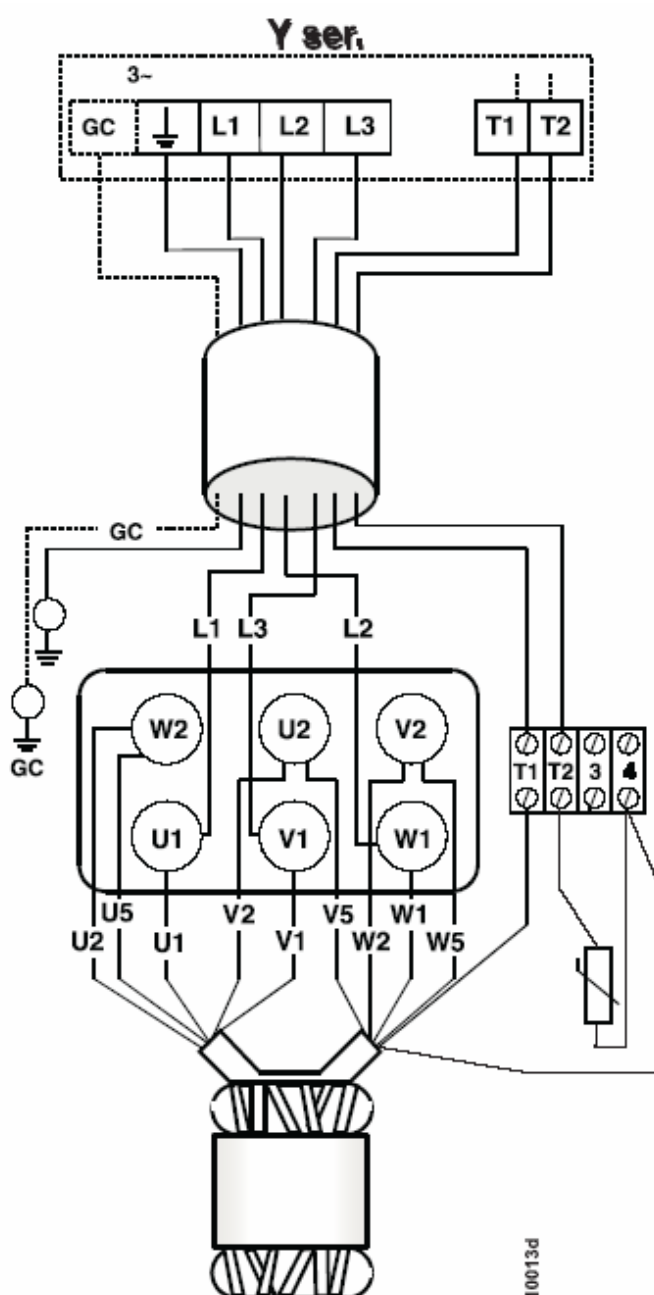 Y ser.
3~
GC L1 L2 L3 T1 T2
GC
L1 L3 L2
W2 U2 V2
GC
T1 T2 3 4
U1 V1 W1
U5 V2 V5 W1
U2 U1 V1 W2 W5
10013d